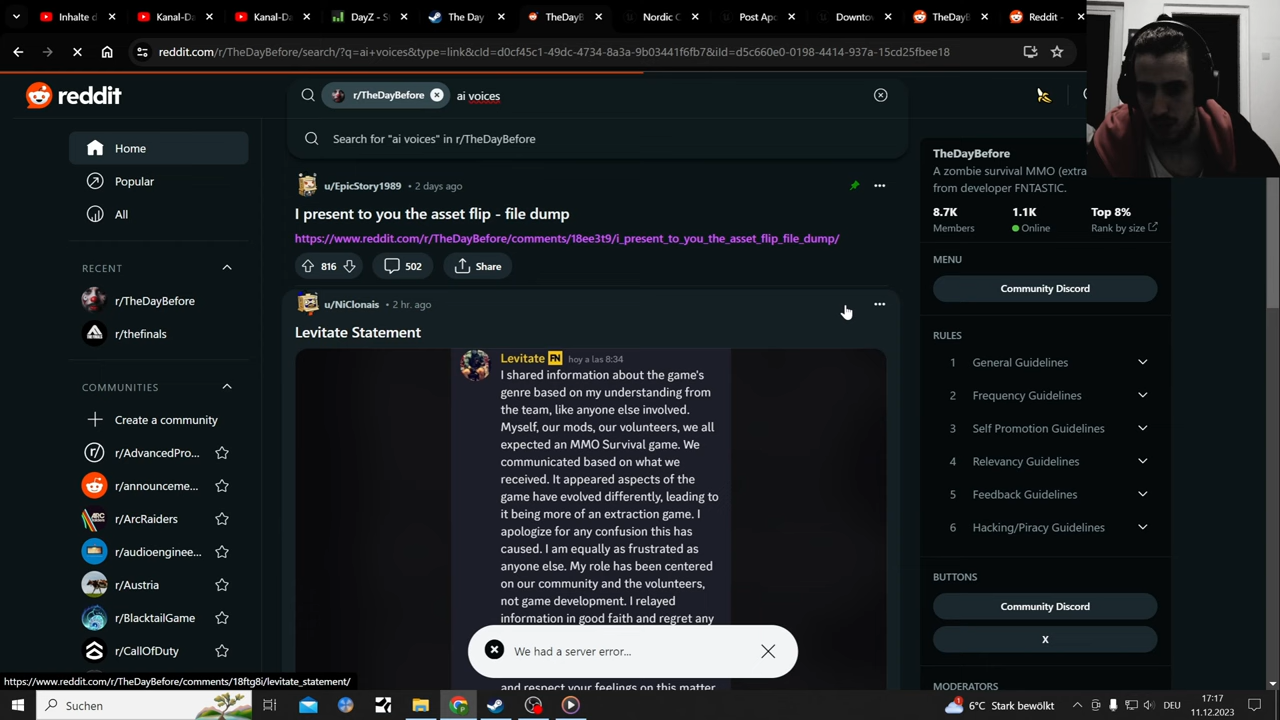 Inhalte d
Kanal-Da
Kanal-Da
DayZ - S
The Day
TheDayB
Nordic C
Post Apo
Downtow
TheDayB
Reddit -
reddit.com/r/TheDayBefore/search/?q=ai+voices&type=link&cId=d0cf45c1-49dc-4734-8a3a-9b03441f6fb7&iId=d5c660e0-0198-4414-937a-15cd25fbee18
reddit
r/TheDayBefore
ai voices
Search for "ai voices" in r/TheDayBefore
Home
Popular
All
RECENT
r/TheDayBefore
r/thefinals
COMMUNITIES
Create a community
r/AdvancedPro...
r/announceme...
r/ArcRaiders
r/audioenginee...
r/Austria
r/BlacktailGame
r/CallOfDuty
u/EpicStory1989 • 2 days ago
I present to you the asset flip - file dump
https://www.reddit.com/r/TheDayBefore/comments/18ee3t9/i_present_to_you_the_asset_flip_file_dump/
816
502
Share
u/NiClonais • 2 hr. ago
Levitate Statement
Levitate FN hoy a las 8:34
I shared information about the game's
genre based on my understanding from
the team, like anyone else involved.
Myself, our mods, our volunteers, we all
expected an MMO Survival game. We
communicated based on what we
received. It appeared aspects of the
game have evolved differently, leading to
it being more of an extraction game. I
apologize for any confusion this has
caused. I am equally as frustrated as
anyone else. My role has been centered
on our community and the volunteers,
not game development. I relayed
information in good faith and regret any
We had a server error...
and respect your feelings on this matter
TheDayBefore
A zombie survival MMO (extra
from developer FNTASTIC.
8.7K
Members
1.1K
Online
Top 8%
Rank by size
MENU
Community Discord
RULES
1 General Guidelines
2 Frequency Guidelines
3 Self Promotion Guidelines
4 Relevancy Guidelines
5 Feedback Guidelines
6 Hacking/Piracy Guidelines
BUTTONS
Community Discord
X
MODERATORS
https://www.reddit.com/r/TheDayBefore/comments/18ftg8i/levitate_statement/
Suchen
6°C Stark bewölkt
DEU
17:17
11.12.2023